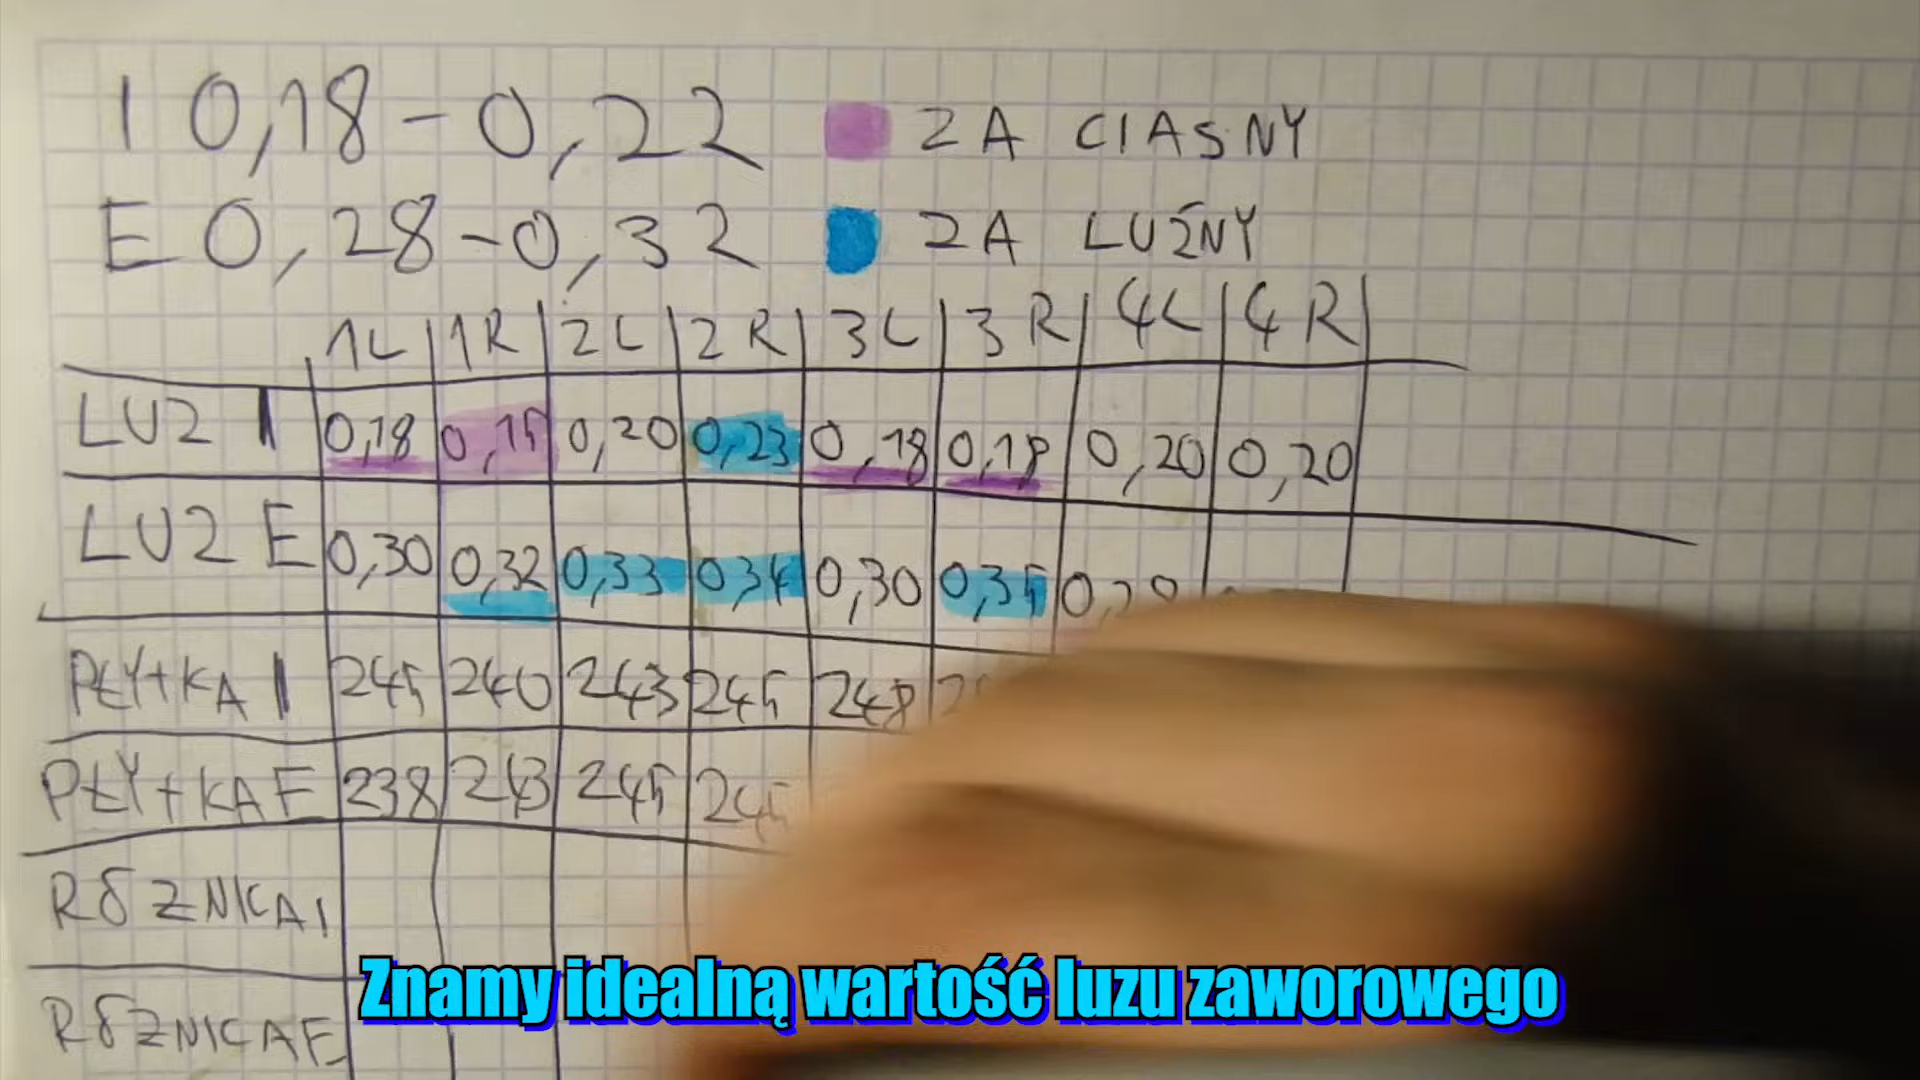 I 0,18-0,22 ZA CIASNY
E 0,28-0,32 ZA LUŹNY
1L 1R 2L 2R 3L 3R 4L 4R
LUZ I 0,18 0,15 0,20 0,23 0,18 0,18 0,20 0,20
LUZ E 0,30 0,32 0,33 0,34 0,30 0,35
PŁYTKA I 245 240 243 245 248
PŁYTKA E 238 243 245 245
RÓŻNICA I
RÓŻNICA E
Znamy idealną wartość luzu zaworowego